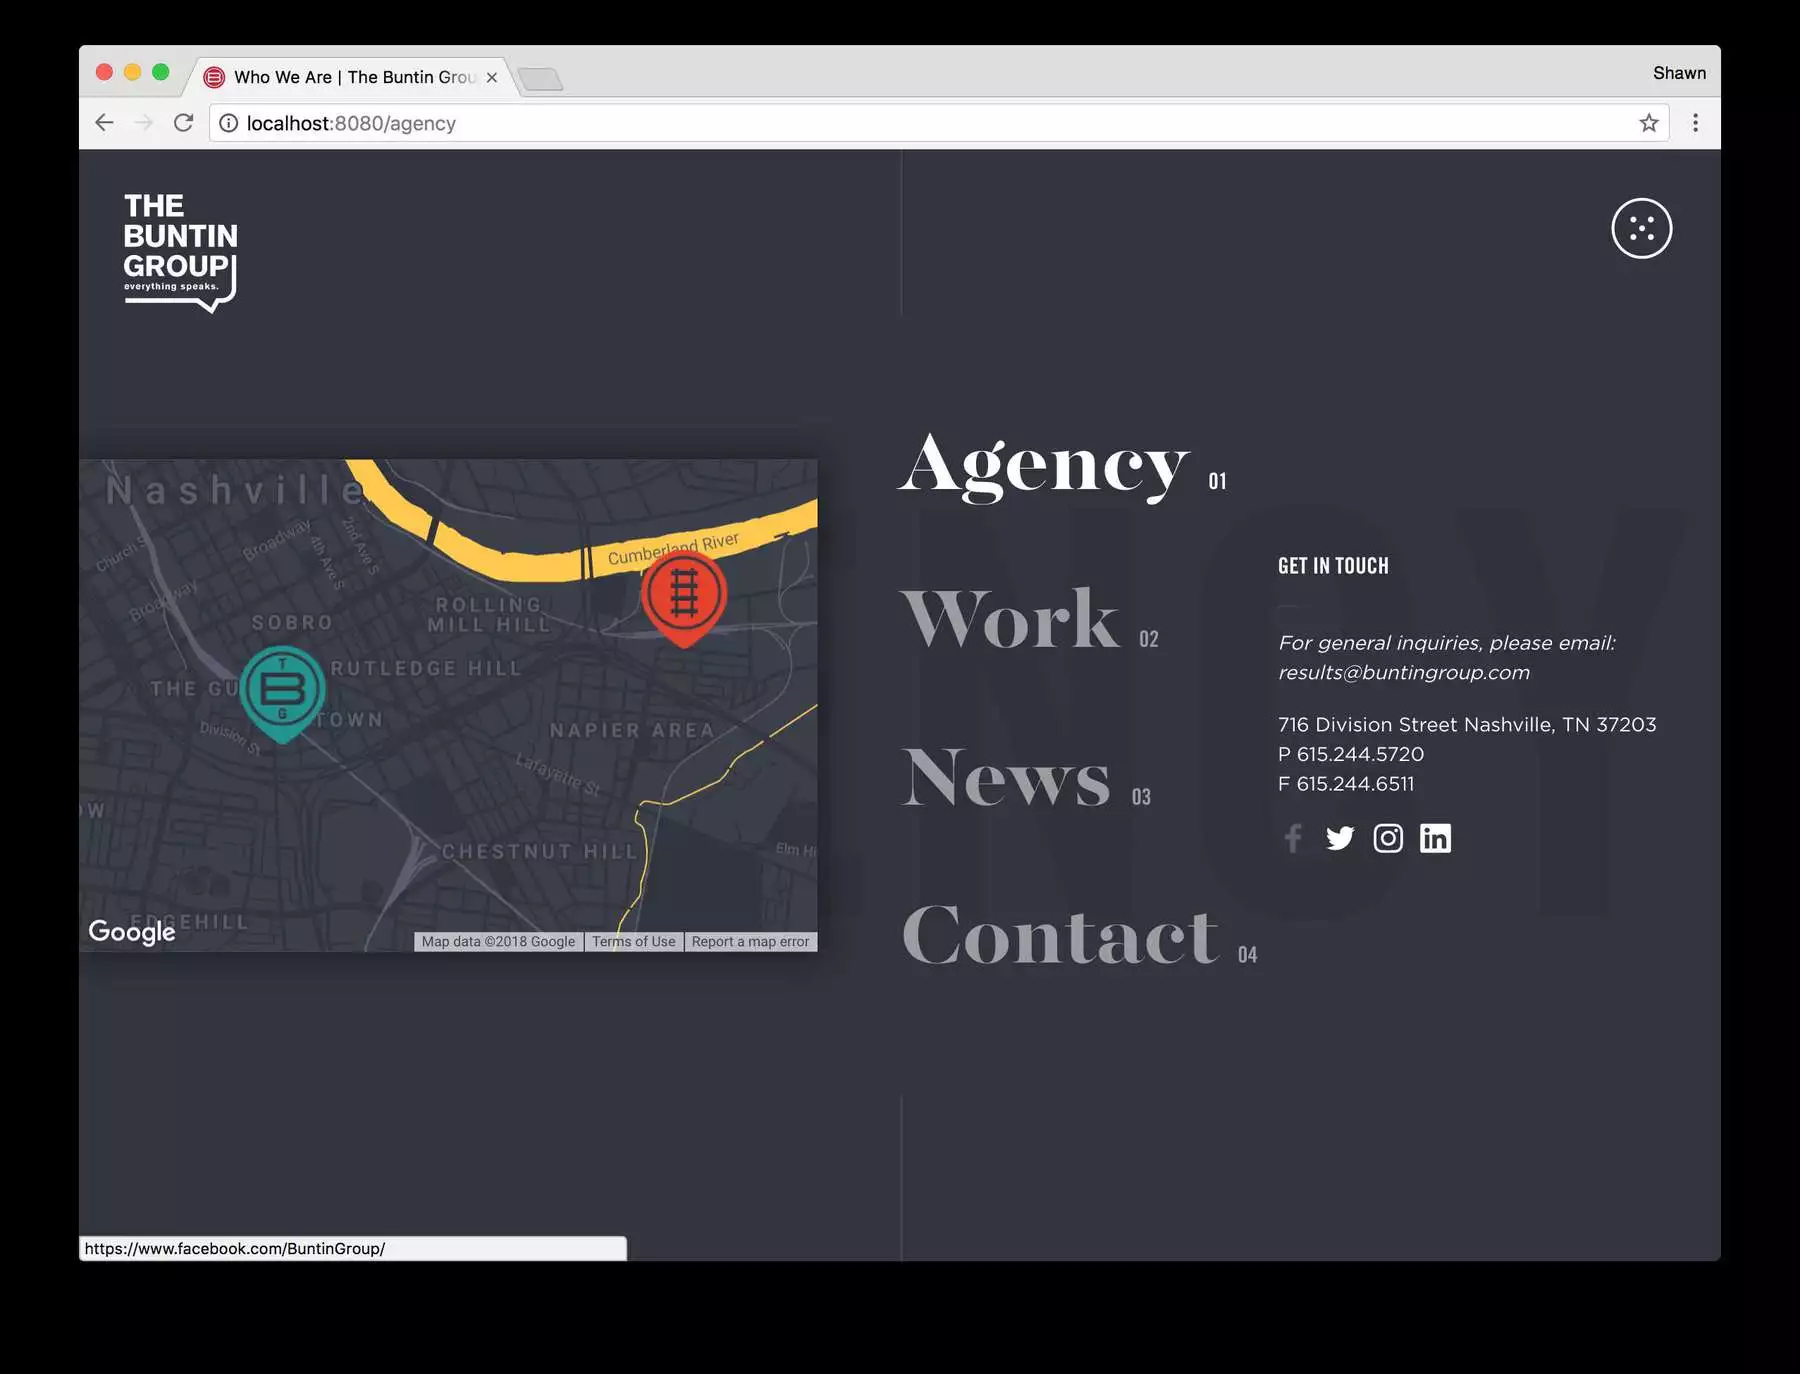 Who We Are | The Buntin Grou
Shawn
localhost:8080/agency
THE
BUNTIN
GROUP
everything speaks.
Nashville
Church S
Broadway
4th Ave S
2nd Ave S
Broadway
Cumberland River
ROLLING
MILL HILL
SOBRO
RUTLEDGE HILL
THE GU
TOWN
T
B
G
Division St
NAPIER AREA
Lafayette St
OW
CHESTNUT HILL
Elm Hi
EDGEHILL
Google
Map data ©2018 Google
Terms of Use
Report a map error
Agency 01
Work 02
News 03
Contact 04
ENCY
GET IN TOUCH
For general inquiries, please email:
results@buntingroup.com
716 Division Street Nashville, TN 37203
P 615.244.5720
F 615.244.6511
https://www.facebook.com/BuntinGroup/